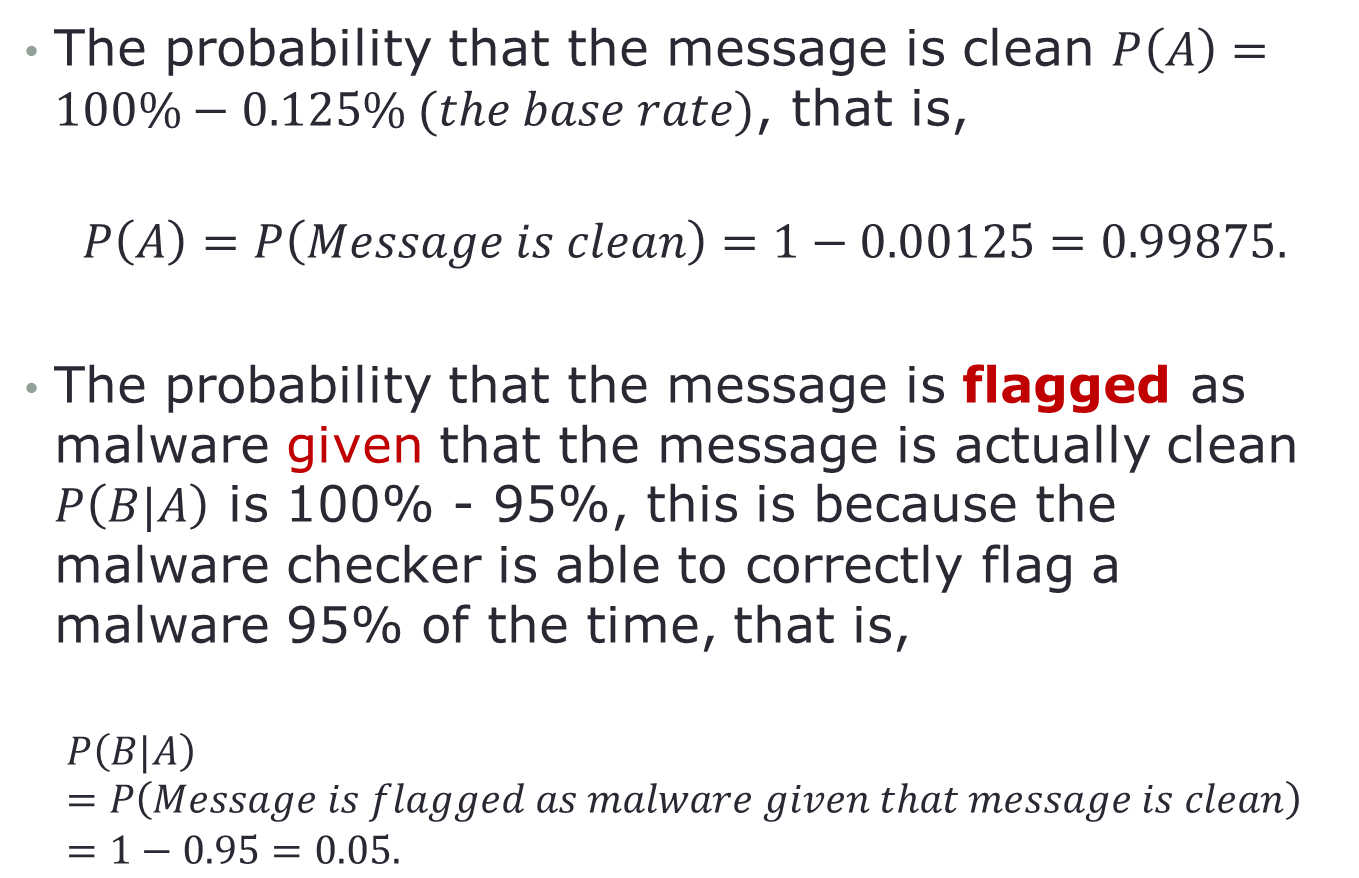 • The probability that the message is clean P(A) =
100% − 0.125% (the base rate), that is,
P(A) = P(Message is clean) = 1 − 0.00125 = 0.99875.
• The probability that the message is flagged as
malware given that the message is actually clean
P(B|A) is 100% - 95%, this is because the
malware checker is able to correctly flag a
malware 95% of the time, that is,
P(B|A)
= P(Message is flagged as malware given that message is clean)
= 1 − 0.95 = 0.05.